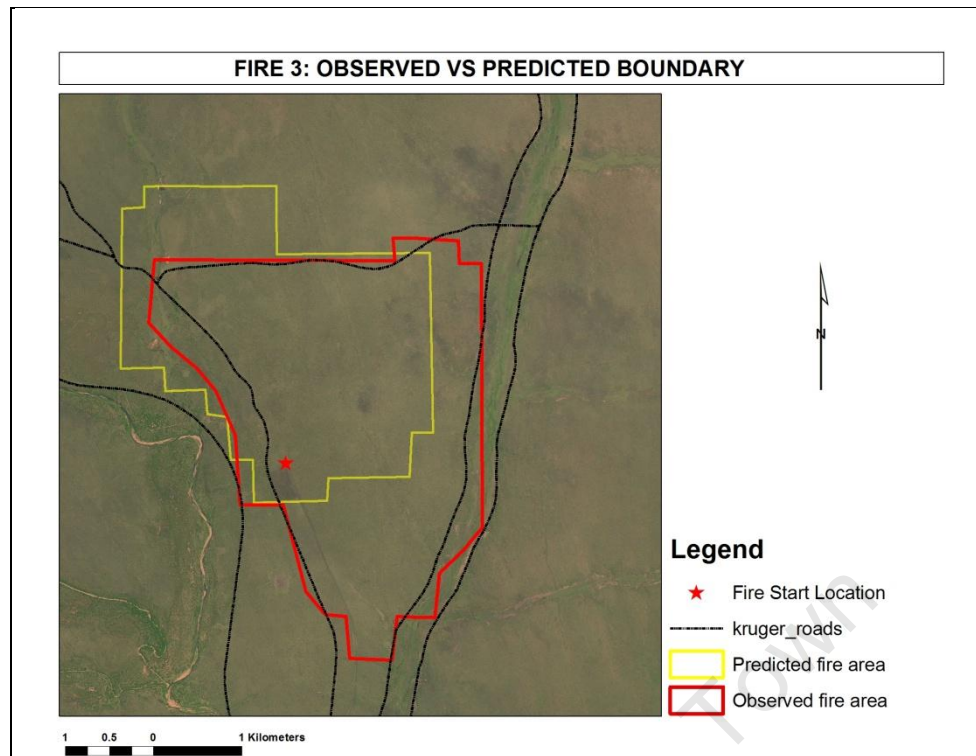 FIRE 3: OBSERVED VS PREDICTED BOUNDARY
N
Legend
Fire Start Location
kruger_roads
Predicted fire area
Observed fire area
Town
1 0.5 0 1 Kilometers